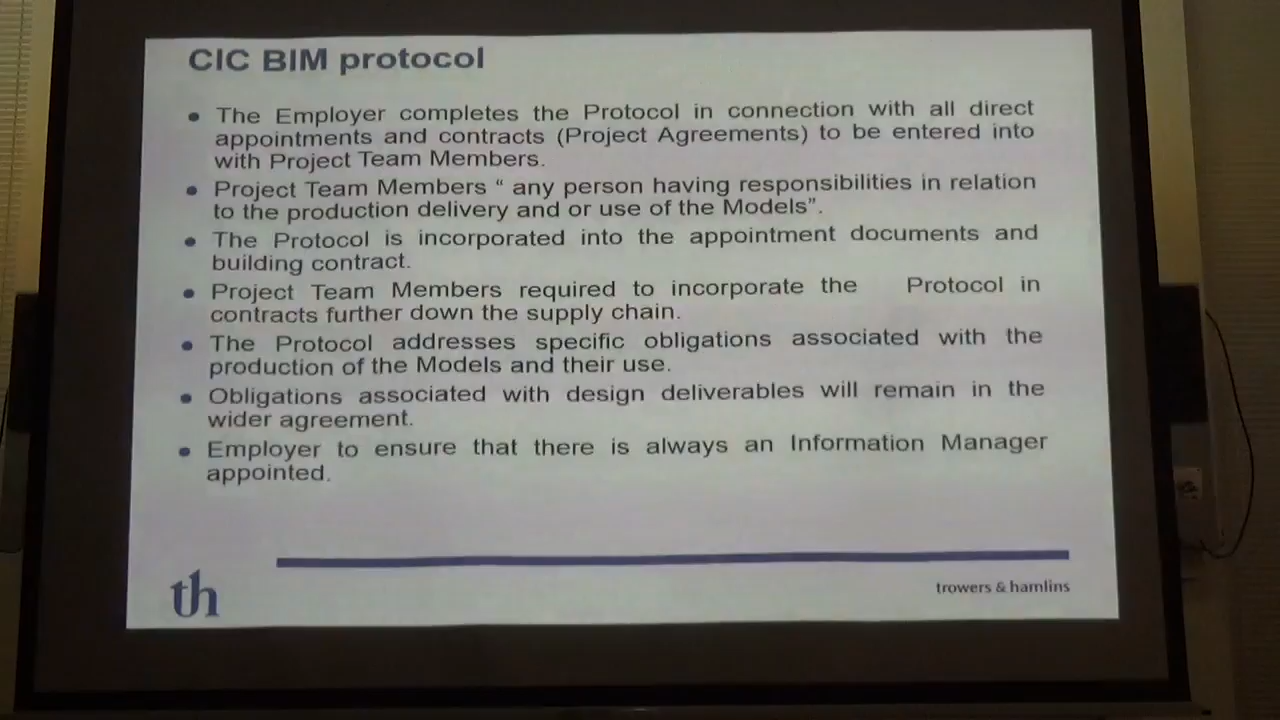 CIC BIM protocol
The Employer completes the Protocol in connection with all direct
appointments and contracts (Project Agreements) to be entered into
with Project Team Members.
Project Team Members “ any person having responsibilities in relation
to the production delivery and or use of the Models”.
The Protocol is incorporated into the appointment documents and
building contract.
Project Team Members required to incorporate the Protocol in
contracts further down the supply chain.
The Protocol addresses specific obligations associated with the
production of the Models and their use.
Obligations associated with design deliverables will remain in the
wider agreement.
Employer to ensure that there is always an Information Manager
appointed.
th
trowers & hamlins